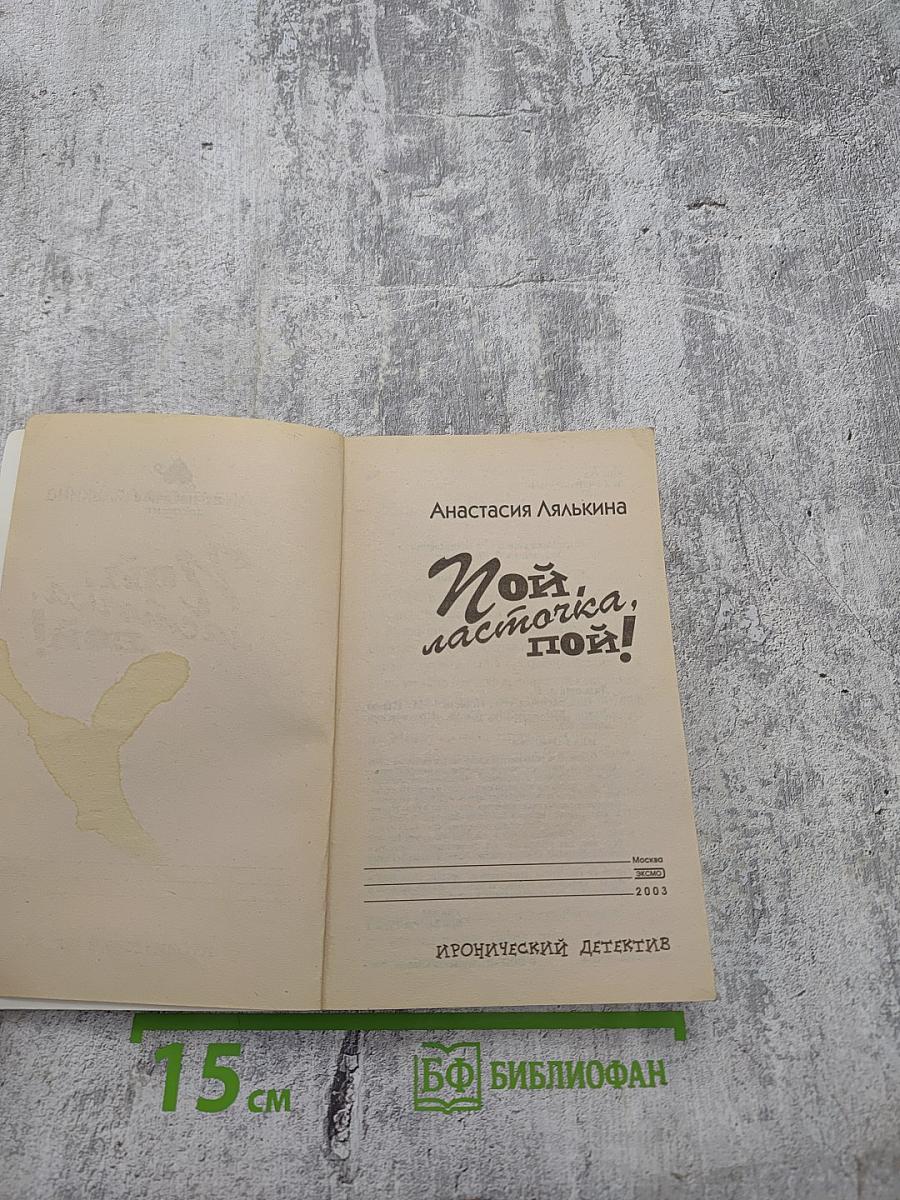 Анастасия Лялькина
Пой,
ласточка,
пой!
Москва
ЭКСМО
2003
ИРОНИЧЕСКИЙ ДЕТЕКТИВ
15 см
БФ БИБЛИОФАН